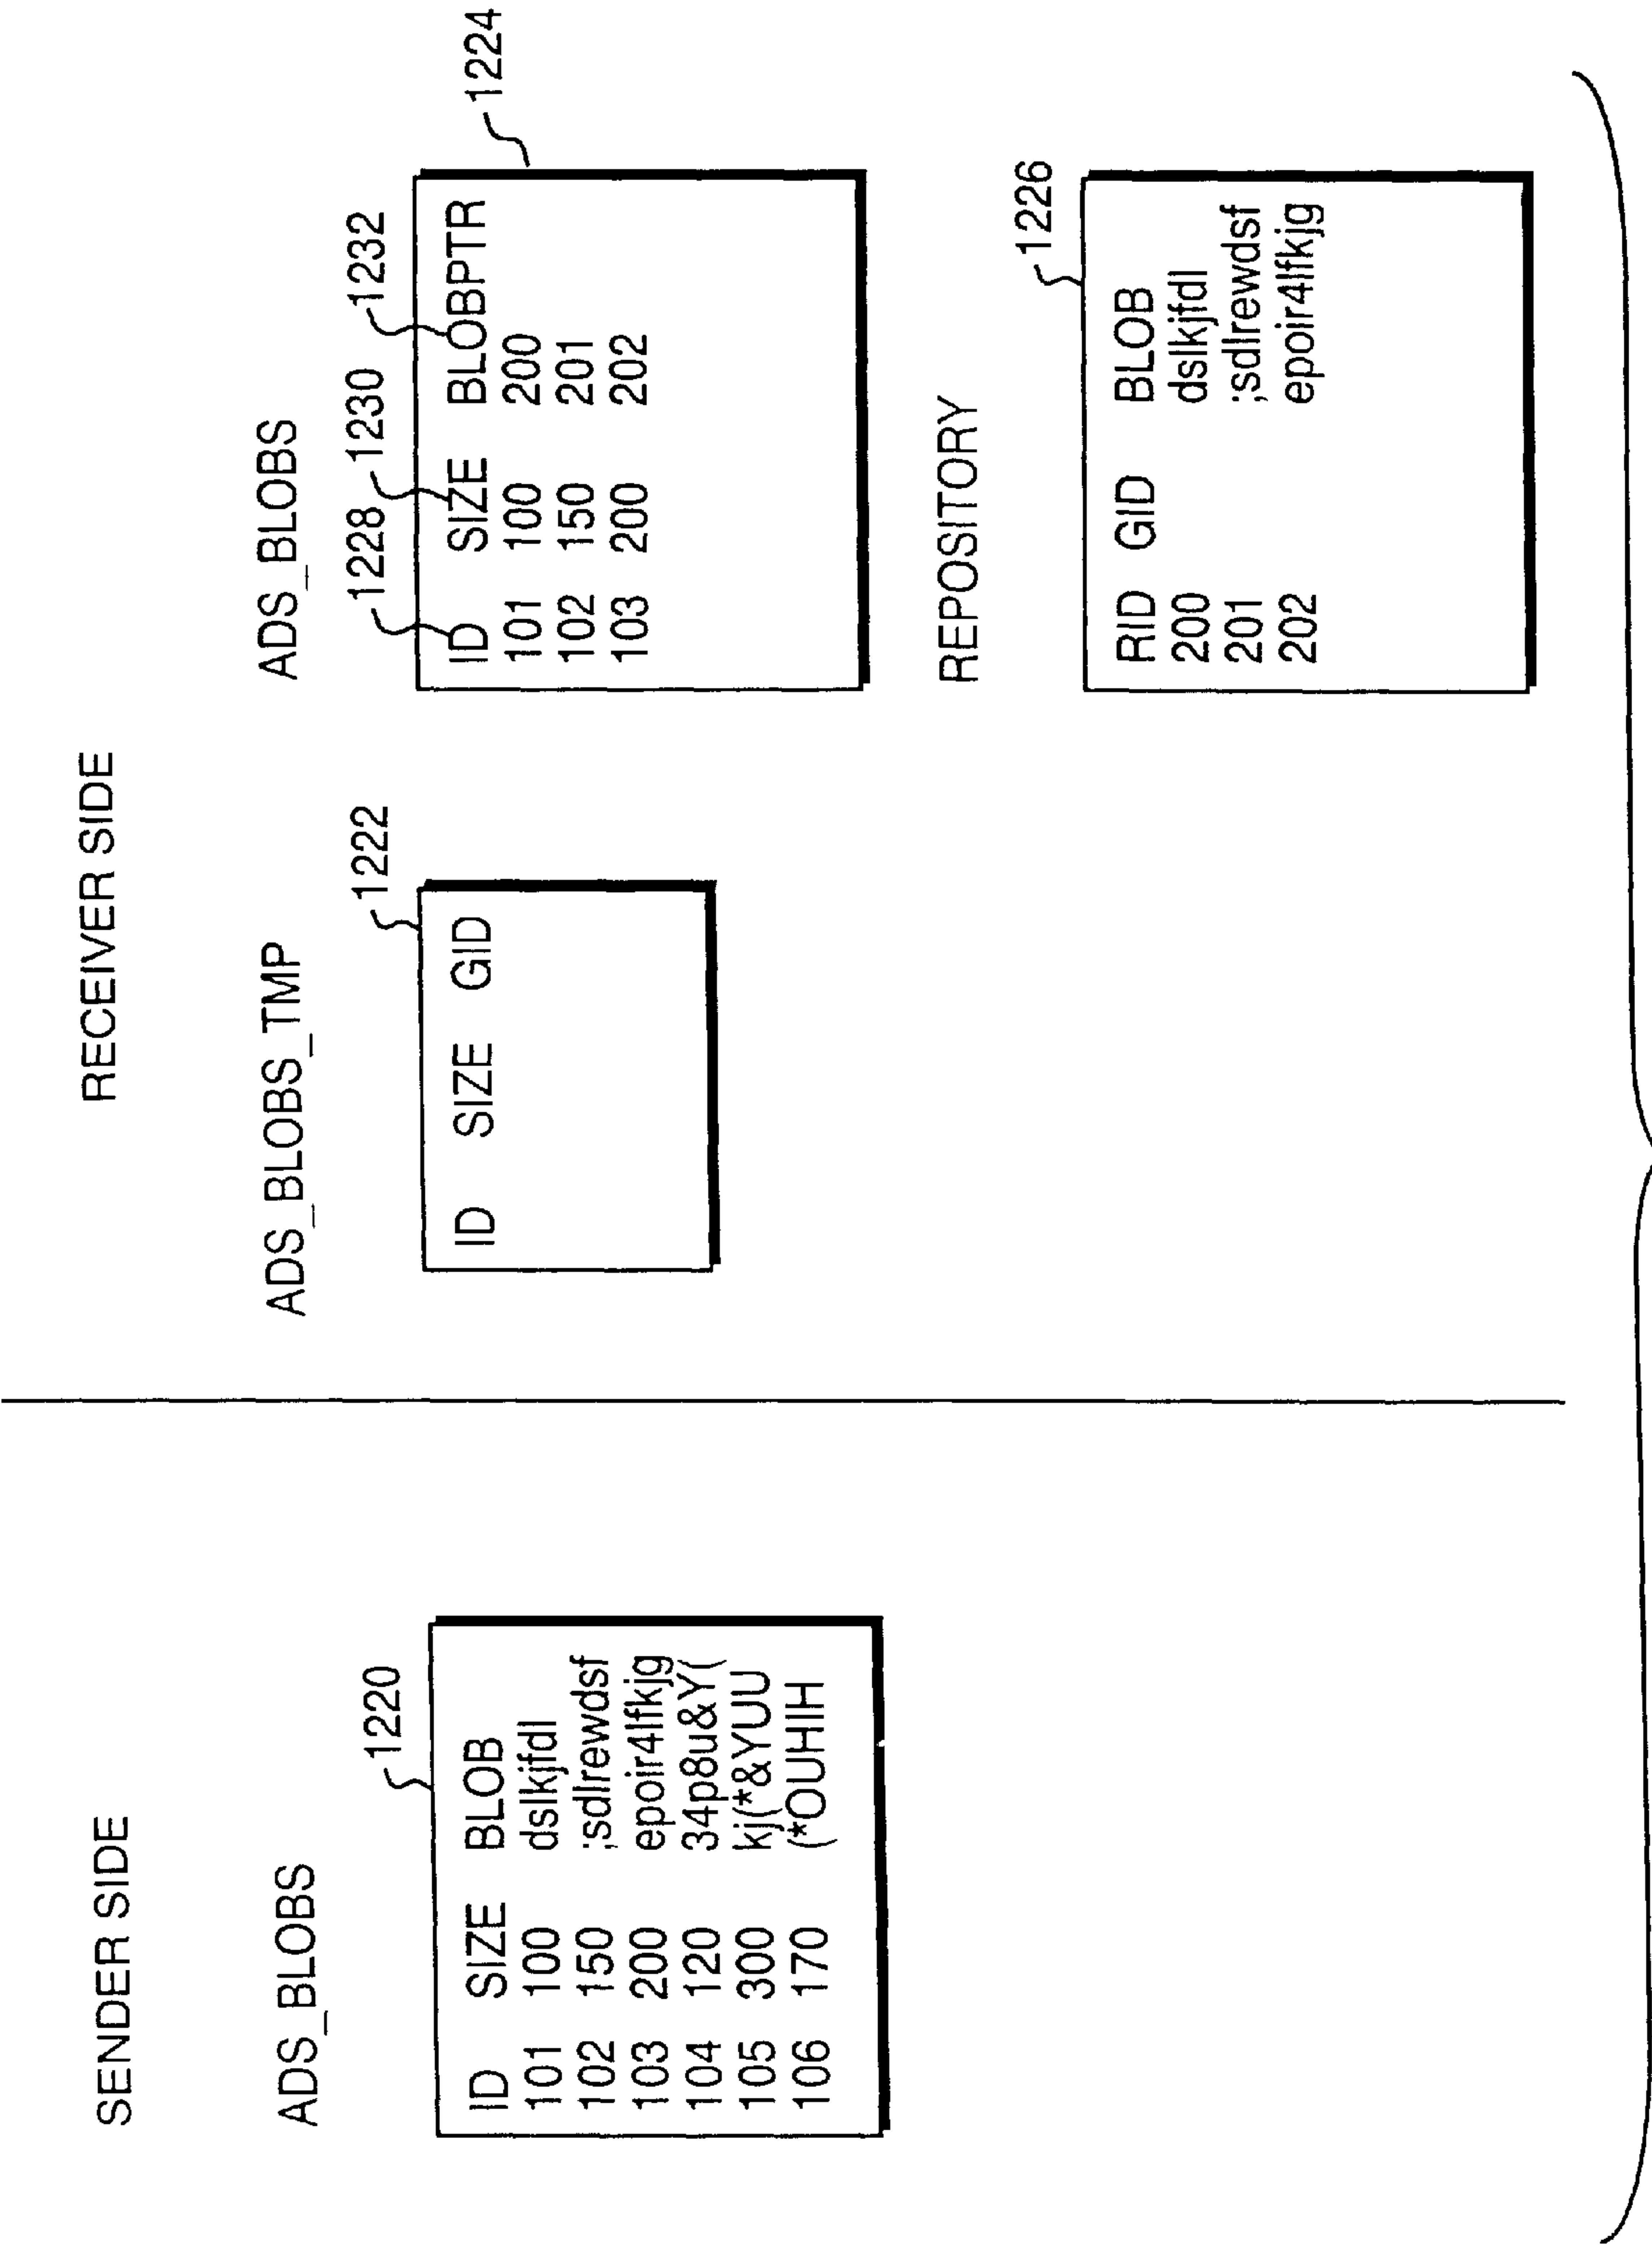 SENDER SIDE
ADS_BLOBS
1220
ID SIZE BLOB
101 100 dslkjfdl
102 150 ;sdlrewdsf
103 200 epoir4lfkjg
104 120 34p8u&Y(
105 300 kj(*&YUU
106 170 (*OUHIH
RECEIVER SIDE
ADS_BLOBS_TMP
1222
ID SIZE GID
ADS_BLOBS
1228 1230 1232
1224
ID SIZE BLOBPTR
101 100 200
102 150 201
103 200 202
REPOSITORY
1226
RID GID BLOB
200 dslkjfdl
201 ;sdlrewdsf
202 epoir4lfkjg